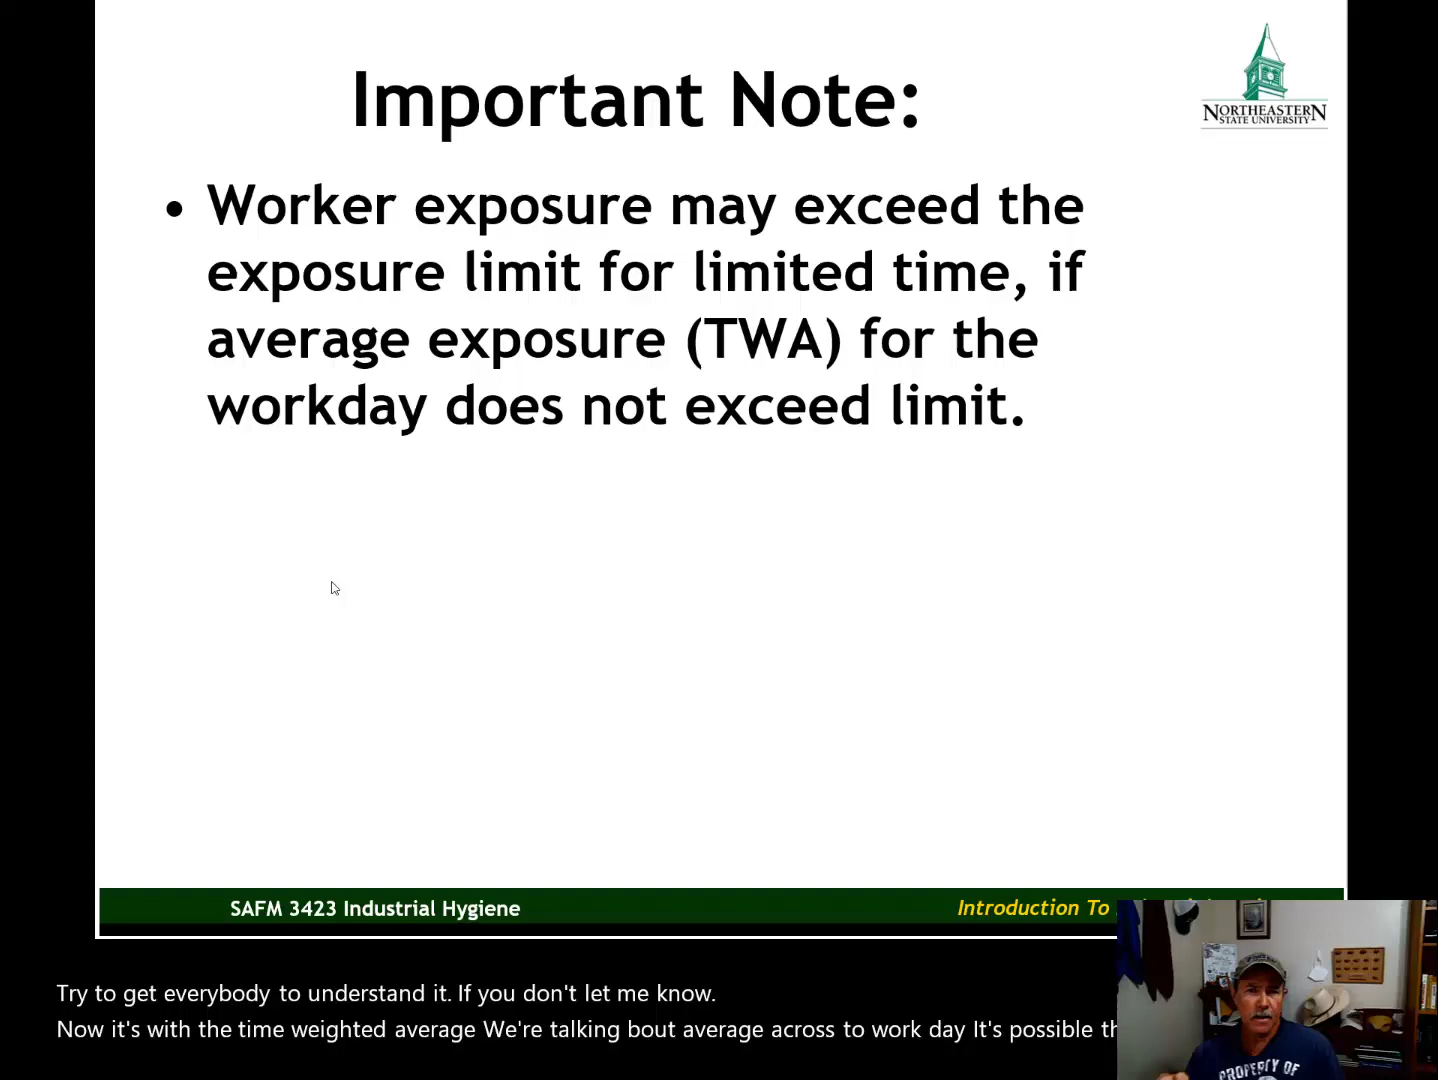 Important Note:
NORTHEASTERN
STATE UNIVERSITY
• Worker exposure may exceed the
exposure limit for limited time, if
average exposure (TWA) for the
workday does not exceed limit.
SAFM 3423 Industrial Hygiene
Introduction To
Try to get everybody to understand it. If you don't let me know.
Now it's with the time weighted average We're talking bout average across to work day It's possible
PROPERTY OF